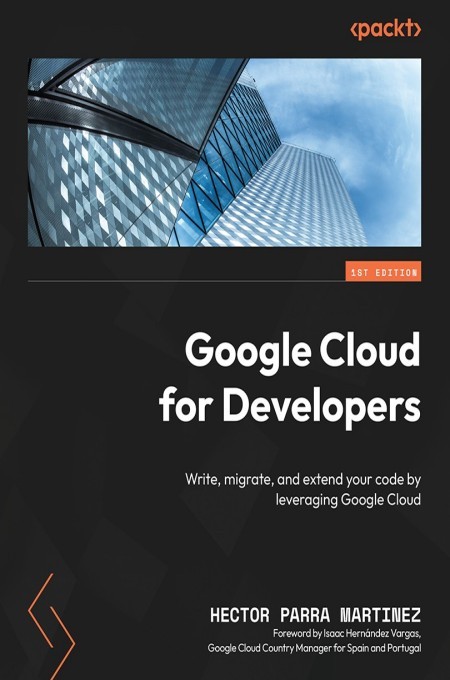 <packt>
1ST EDITION
Google Cloud
for Developers
Write, migrate, and extend your code by
leveraging Google Cloud
HECTOR PARRA MARTINEZ
Foreword by Isaac Hernández Vargas,
Google Cloud Country Manager for Spain and Portugal